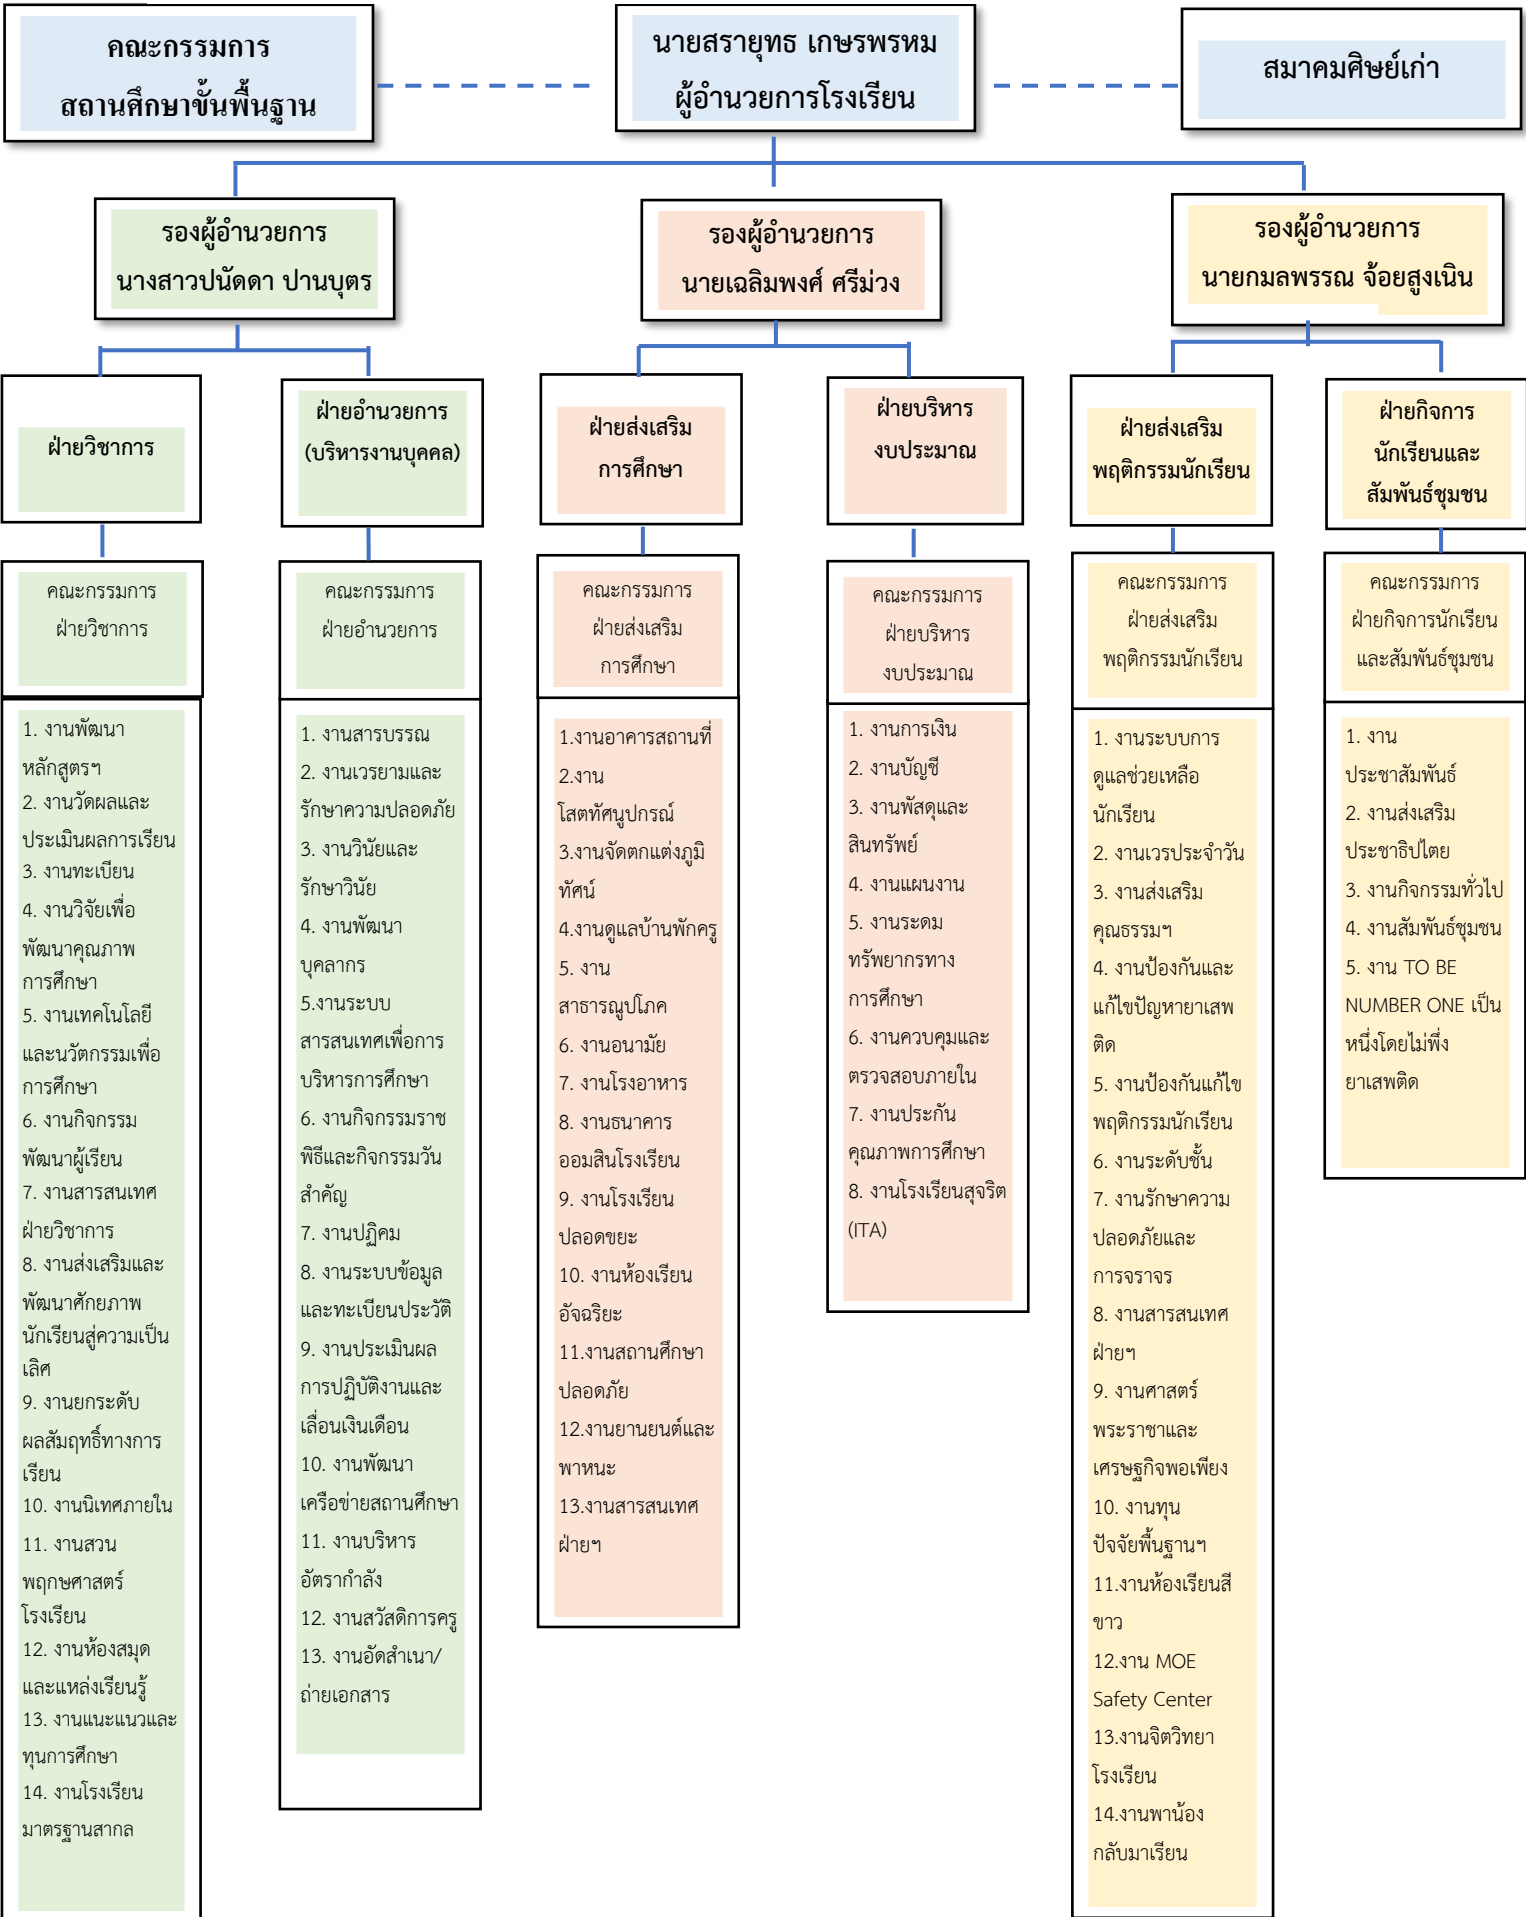 คณะกรรมการ
สถานศึกษาขั้นพื้นฐาน
นายสรายุทธ เกษรพรหม
ผู้อำนวยการโรงเรียน
สมาคมศิษย์เก่า
รองผู้อำนวยการ
นางสาวปนัดดา ปานบุตร
รองผู้อำนวยการ
นายเฉลิมพงศ์ ศรีม่วง
รองผู้อำนวยการ
นายกมลพรรณ จ้อยสูงเนิน
ฝ่ายวิชาการ
ฝ่ายอำนวยการ
(บริหารงานบุคคล)
ฝ่ายส่งเสริม
การศึกษา
ฝ่ายบริหาร
งบประมาณ
ฝ่ายส่งเสริม
พฤติกรรมนักเรียน
ฝ่ายกิจการ
นักเรียนและ
สัมพันธ์ชุมชน
คณะกรรมการ
ฝ่ายวิชาการ
คณะกรรมการ
ฝ่ายอำนวยการ
คณะกรรมการ
ฝ่ายส่งเสริม
การศึกษา
คณะกรรมการ
ฝ่ายบริหาร
งบประมาณ
คณะกรรมการ
ฝ่ายส่งเสริม
พฤติกรรมนักเรียน
คณะกรรมการ
ฝ่ายกิจการนักเรียน
และสัมพันธ์ชุมชน
1. งานพัฒนา
หลักสูตรฯ
2. งานวัดผลและ
ประเมินผลการเรียน
3. งานทะเบียน
4. งานวิจัยเพื่อ
พัฒนาคุณภาพ
การศึกษา
5. งานเทคโนโลยี
และนวัตกรรมเพื่อ
การศึกษา
6. งานกิจกรรม
พัฒนาผู้เรียน
7. งานสารสนเทศ
ฝ่ายวิชาการ
8. งานส่งเสริมและ
พัฒนาศักยภาพ
นักเรียนสู่ความเป็น
เลิศ
9. งานยกระดับ
ผลสัมฤทธิ์ทางการ
เรียน
10. งานนิเทศภายใน
11. งานสวน
พฤกษศาสตร์
โรงเรียน
12. งานห้องสมุด
และแหล่งเรียนรู้
13. งานแนะแนวและ
ทุนการศึกษา
14. งานโรงเรียน
มาตรฐานสากล
1. งานสารบรรณ
2. งานเวรยามและ
รักษาความปลอดภัย
3. งานวินัยและ
รักษาวินัย
4. งานพัฒนา
บุคลากร
5.งานระบบ
สารสนเทศเพื่อการ
บริหารการศึกษา
6. งานกิจกรรมราช
พิธีและกิจกรรมวัน
สำคัญ
7. งานปฏิคม
8. งานระบบข้อมูล
และทะเบียนประวัติ
9. งานประเมินผล
การปฏิบัติงานและ
เลื่อนเงินเดือน
10. งานพัฒนา
เครือข่ายสถานศึกษา
11. งานบริหาร
อัตรากำลัง
12. งานสวัสดิการครู
13. งานอัดสำเนา/
ถ่ายเอกสาร
1.งานอาคารสถานที่
2.งาน
โสตทัศนูปกรณ์
3.งานจัดตกแต่งภูมิ
ทัศน์
4.งานดูแลบ้านพักครู
5. งาน
สาธารณูปโภค
6. งานอนามัย
7. งานโรงอาหาร
8. งานธนาคาร
ออมสินโรงเรียน
9. งานโรงเรียน
ปลอดขยะ
10. งานห้องเรียน
อัจฉริยะ
11.งานสถานศึกษา
ปลอดภัย
12.งานยานยนต์และ
พาหนะ
13.งานสารสนเทศ
ฝ่ายฯ
1. งานการเงิน
2. งานบัญชี
3. งานพัสดุและ
สินทรัพย์
4. งานแผนงาน
5. งานระดม
ทรัพยากรทาง
การศึกษา
6. งานควบคุมและ
ตรวจสอบภายใน
7. งานประกัน
คุณภาพการศึกษา
8. งานโรงเรียนสุจริต
(ITA)
1. งานระบบการ
ดูแลช่วยเหลือ
นักเรียน
2. งานเวรประจำวัน
3. งานส่งเสริม
คุณธรรมฯ
4. งานป้องกันและ
แก้ไขปัญหายาเสพ
ติด
5. งานป้องกันแก้ไข
พฤติกรรมนักเรียน
6. งานระดับชั้น
7. งานรักษาความ
ปลอดภัยและ
การจราจร
8. งานสารสนเทศ
ฝ่ายฯ
9. งานศาสตร์
พระราชาและ
เศรษฐกิจพอเพียง
10. งานทุน
ปัจจัยพื้นฐานฯ
11.งานห้องเรียนสี
ขาว
12.งาน MOE
Safety Center
13.งานจิตวิทยา
โรงเรียน
14.งานพาน้อง
กลับมาเรียน
1. งาน
ประชาสัมพันธ์
2. งานส่งเสริม
ประชาธิปไตย
3. งานกิจกรรมทั่วไป
4. งานสัมพันธ์ชุมชน
5. งาน TO BE
NUMBER ONE เป็น
หนึ่งโดยไม่พึ่ง
ยาเสพติด